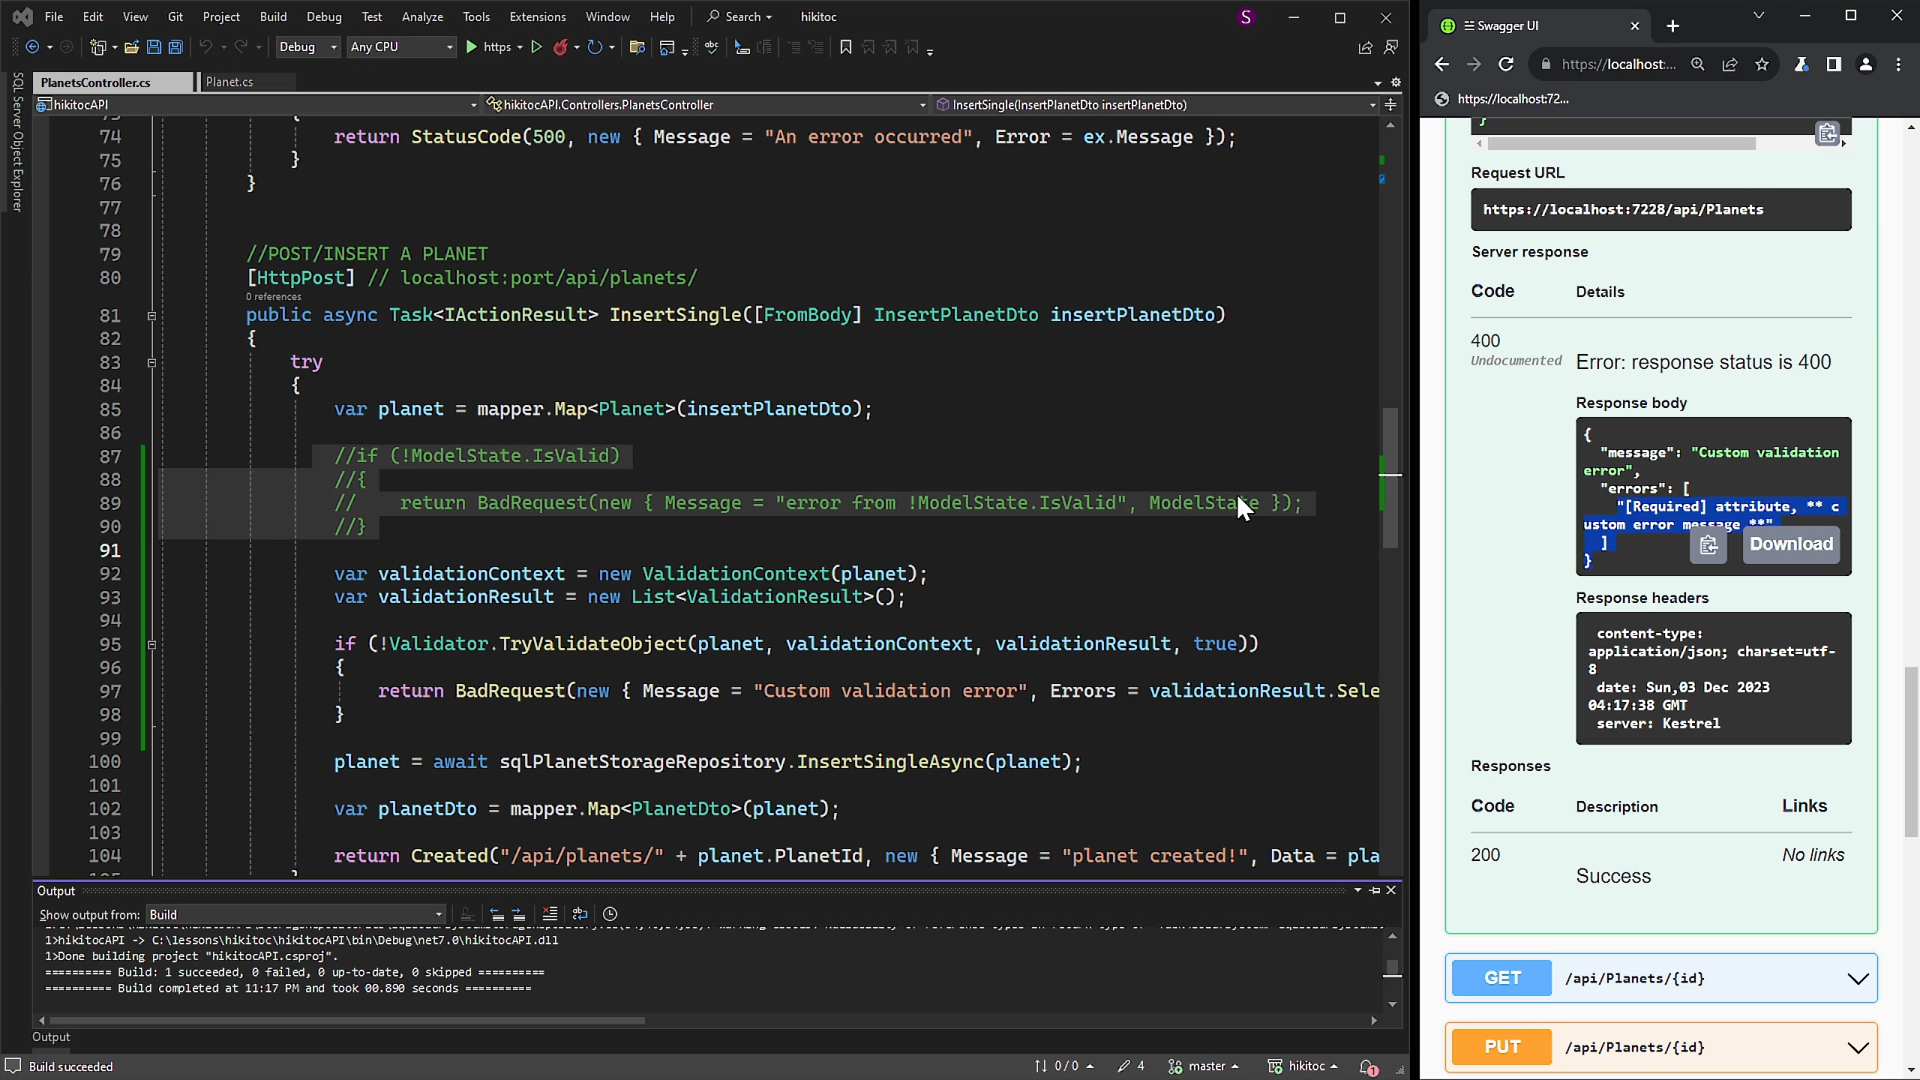 File Edit View Git Project Build Debug Test Analyze Tools Extensions Window Help Search hikitoc S
Debug Any CPU https
SQL Server Object Explorer
PlanetsController.cs Planet.cs
hikitocAPI hikitocAPI.Controllers.PlanetsController InsertSingle(InsertPlanetDto insertPlanetDto)
74 return StatusCode(500, new { Message = "An error occurred", Error = ex.Message });
75 }
76 }
77
78
79 //POST/INSERT A PLANET
80 [HttpPost] // localhost:port/api/planets/
0 references
81 public async Task<IActionResult> InsertSingle([FromBody] InsertPlanetDto insertPlanetDto)
82 {
83 try
84 {
85 var planet = mapper.Map<Planet>(insertPlanetDto);
86
87 //if (!ModelState.IsValid)
88 //{
89 // return BadRequest(new { Message = "error from !ModelState.IsValid", ModelState });
90 //}
91
92 var validationContext = new ValidationContext(planet);
93 var validationResult = new List<ValidationResult>();
94
95 if (!Validator.TryValidateObject(planet, validationContext, validationResult, true))
96 {
97 return BadRequest(new { Message = "Custom validation error", Errors = validationResult.Sele
98 }
99
100 planet = await sqlPlanetStorageRepository.InsertSingleAsync(planet);
101
102 var planetDto = mapper.Map<PlanetDto>(planet);
103
104 return Created("/api/planets/" + planet.PlanetId, new { Message = "planet created!", Data = pla
Output
Show output from: Build
1>hikitocAPI -> C:\lessons\hikitoc\hikitocAPI\bin\Debug\net7.0\hikitocAPI.dll
1>Done building project "hikitocAPI.csproj".
========== Build: 1 succeeded, 0 failed, 0 up-to-date, 0 skipped ==========
========== Build completed at 11:17 PM and took 00.890 seconds ==========
Output
Build succeeded 0 / 0 4 master hikitoc 1
Swagger UI
https://localhost:...
https://localhost:72...
}
Request URL
https://localhost:7228/api/Planets
Server response
Code Details
400
Undocumented
Error: response status is 400
Response body
{
"message": "Custom validation
error",
"errors": [
"[Required] attribute, ** c
ustom error message **"
]
}
Download
Response headers
content-type:
application/json; charset=utf-
8
date: Sun,03 Dec 2023
04:17:38 GMT
server: Kestrel
Responses
Code Description Links
200 Success No links
GET /api/Planets/{id}
PUT /api/Planets/{id}